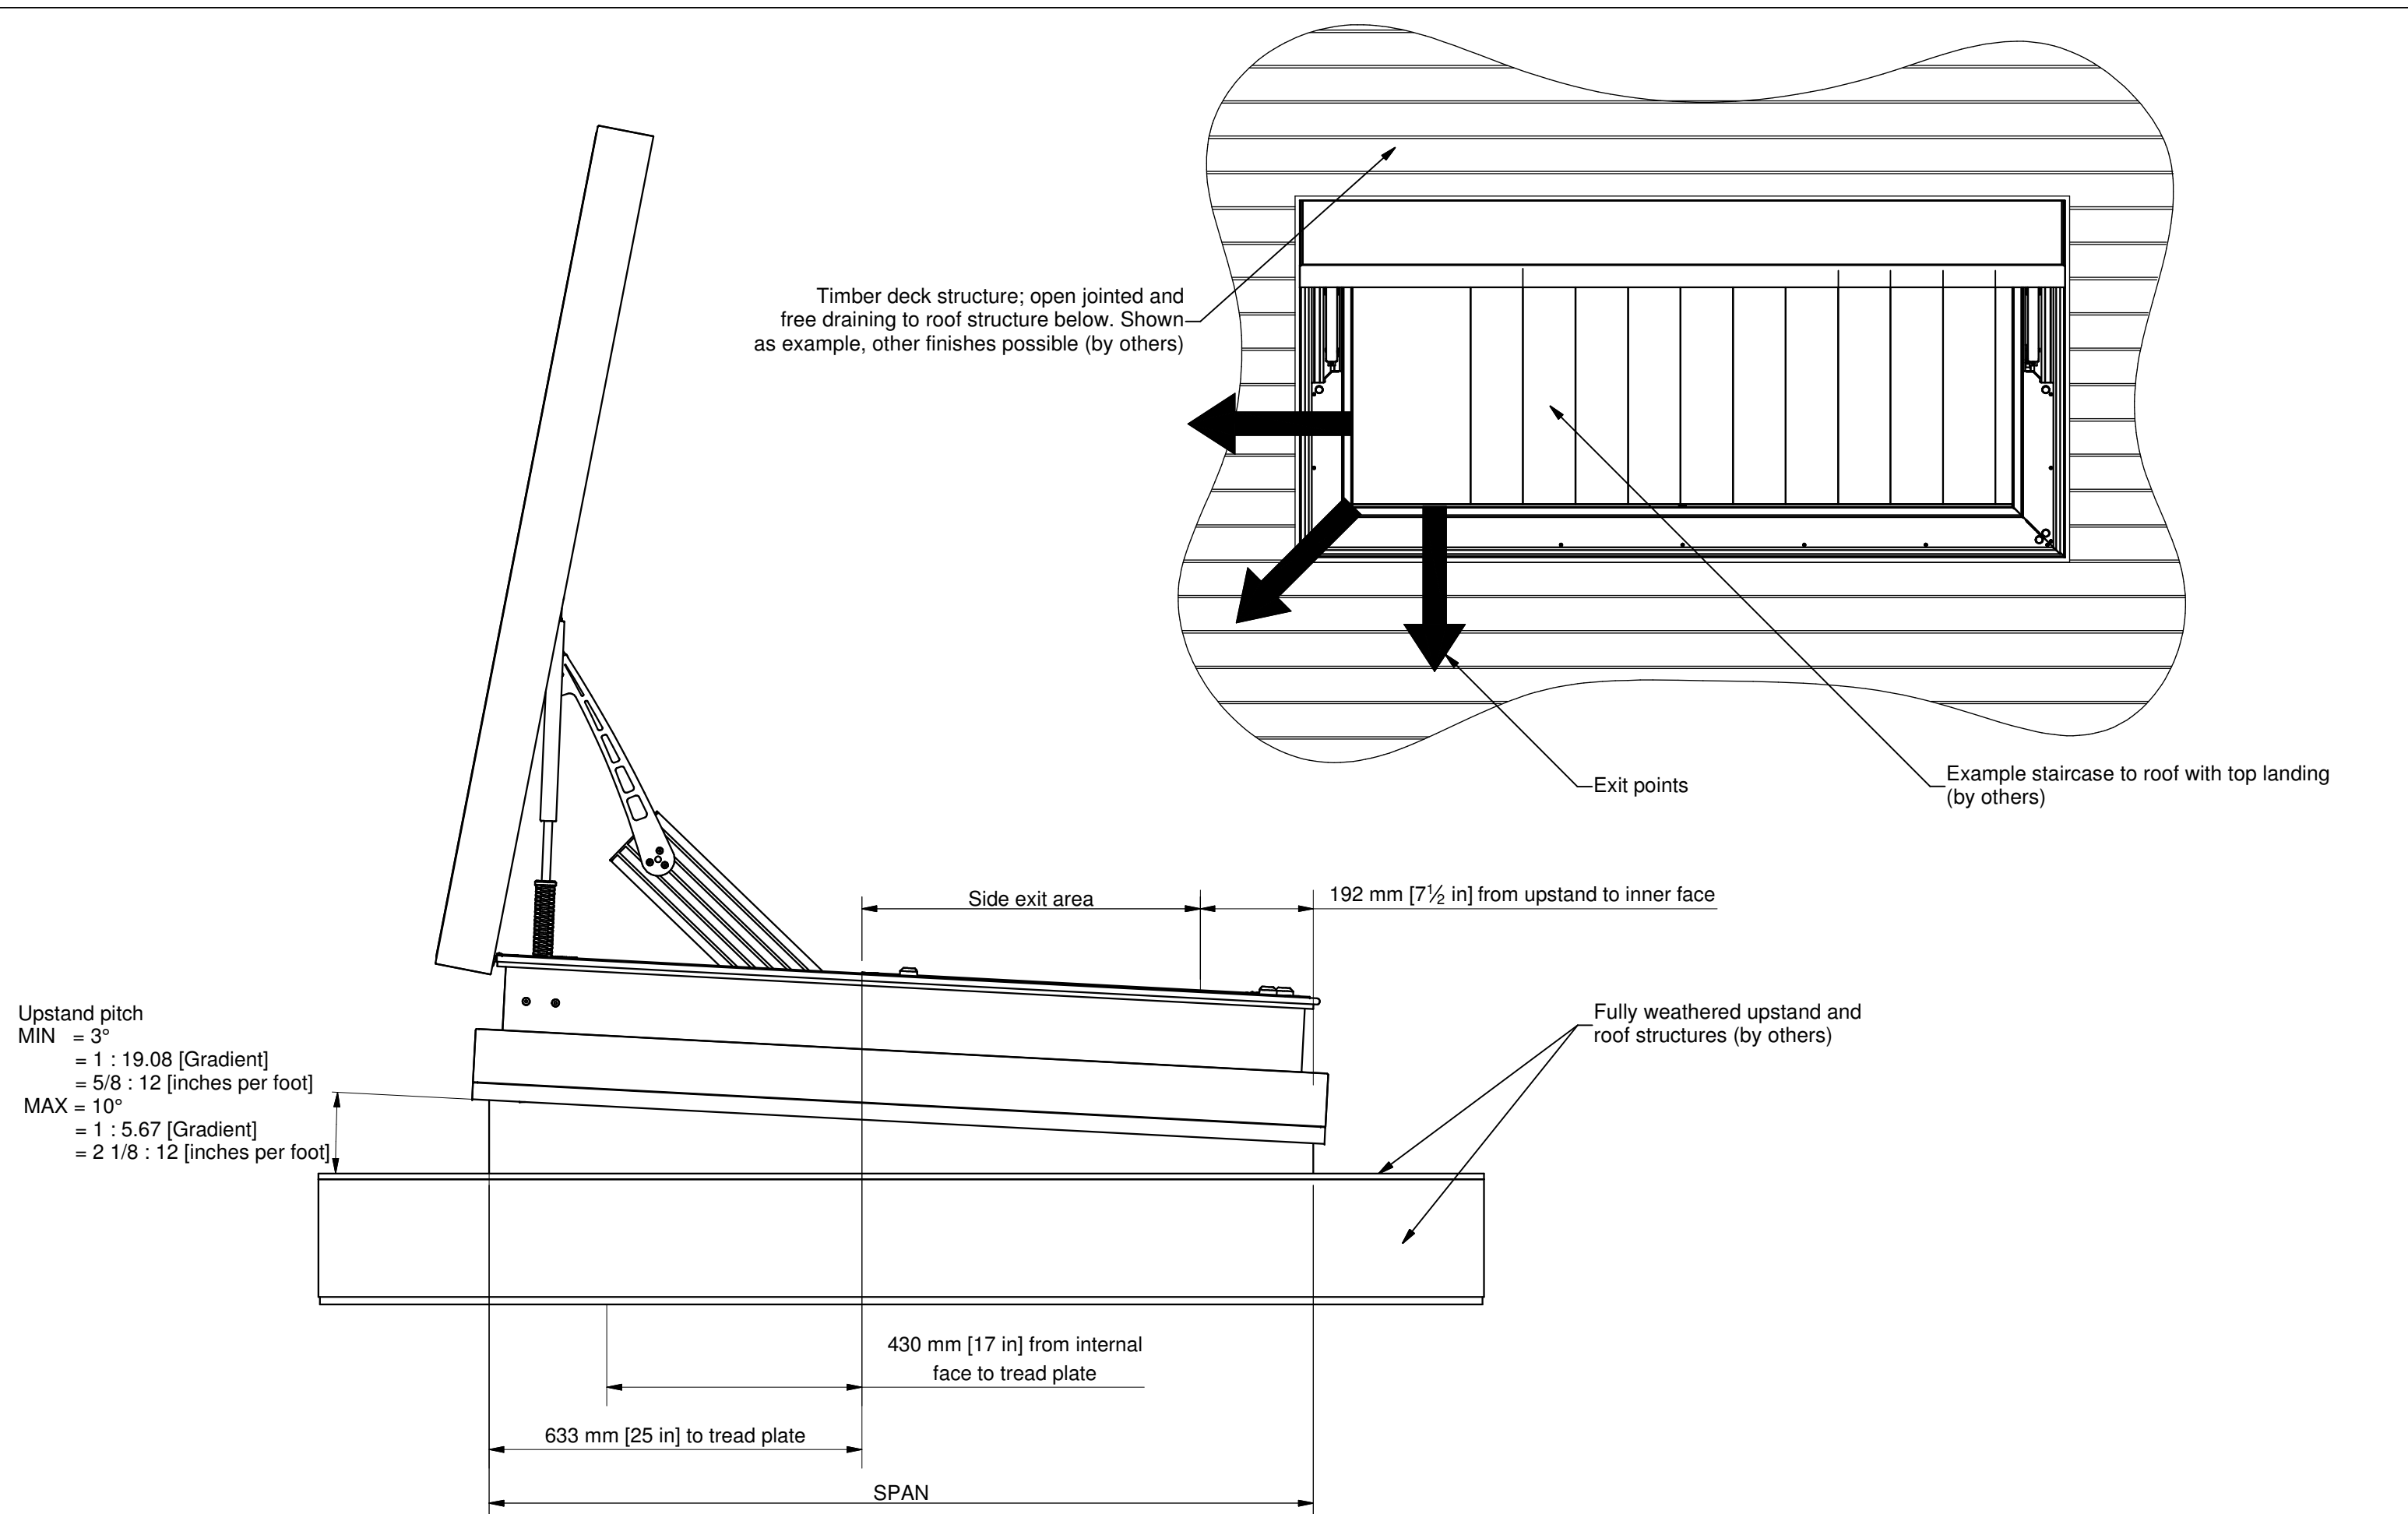 Timber deck structure; open jointed and
free draining to roof structure below. Shown
as example, other finishes possible (by others)
Exit points
Example staircase to roof with top landing
(by others)
Side exit area
192 mm [7½ in] from upstand to inner face
Upstand pitch
MIN = 3°
= 1 : 19.08 [Gradient]
= 5/8 : 12 [inches per foot]
MAX = 10°
= 1 : 5.67 [Gradient]
= 2 1/8 : 12 [inches per foot]
Fully weathered upstand and
roof structures (by others)
430 mm [17 in] from internal
face to tread plate
633 mm [25 in] to tread plate
SPAN